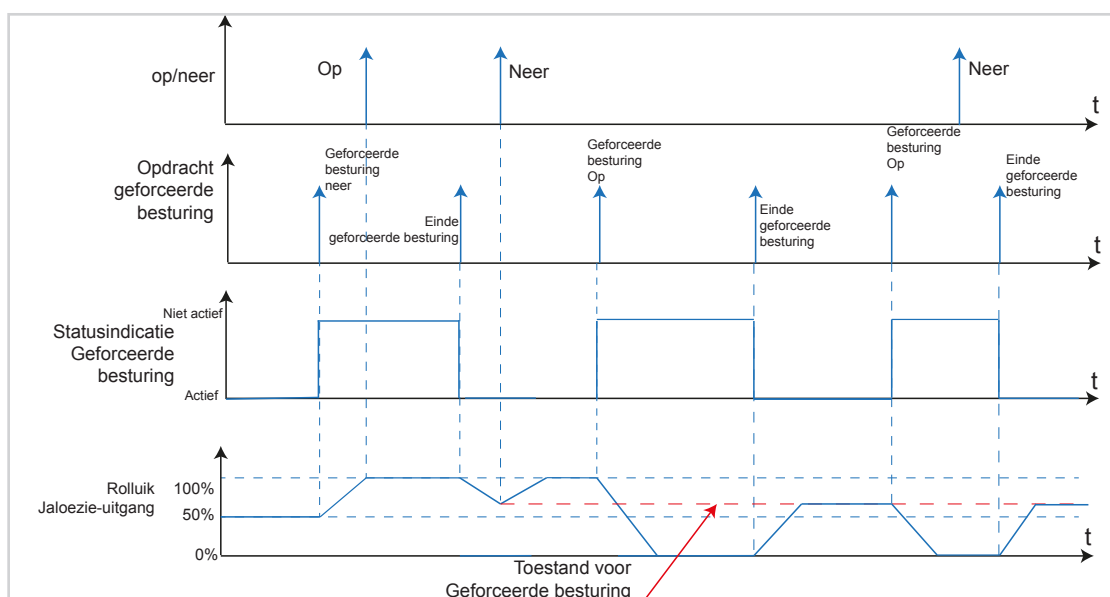 op/neer
Op
Neer
Neer
t
Opdracht
geforceerde
besturing
Geforceerde
besturing
neer
Einde
geforceerde besturing
Geforceerde
besturing
Op
Einde
geforceerde
besturing
Geforceerde
besturing
Op
Einde
geforceerde
besturing
t
Niet actief
Statusindicatie
Geforceerde
besturing
Actief
t
Rolluik
Jaloezie-uitgang
100%
50%
0%
t
Toestand voor
Geforceerde besturing